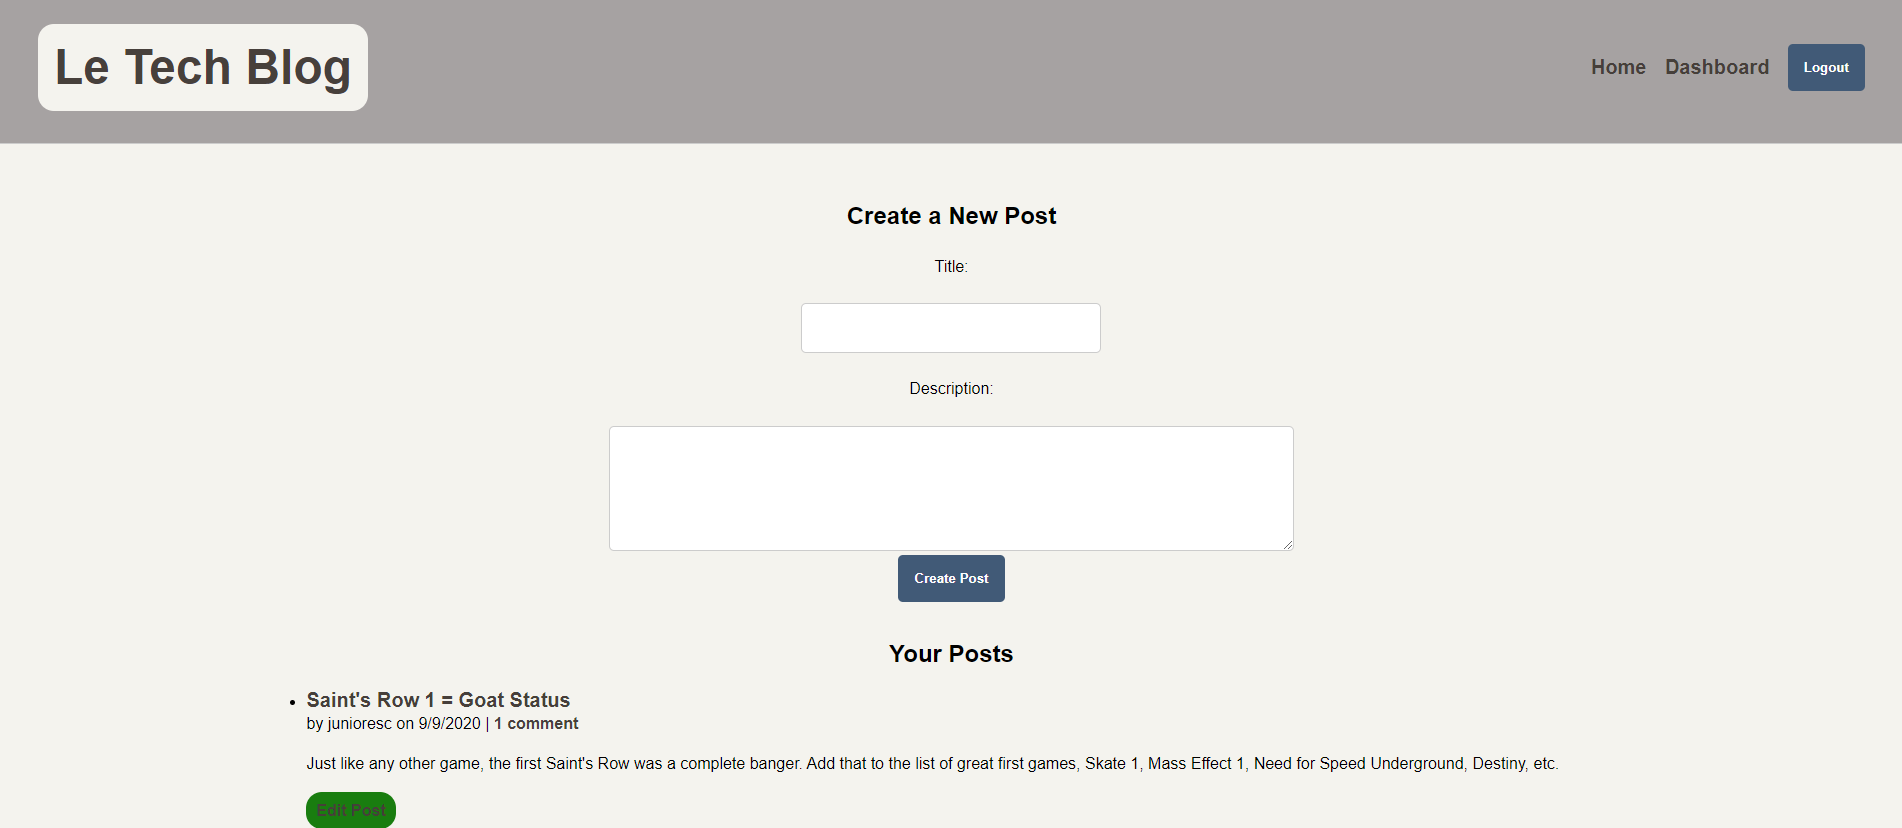 Le Tech Blog
Home Dashboard Logout
Create a New Post
Title:
Description:
Create Post
Your Posts
Saint's Row 1 = Goat Status
by junioresc on 9/9/2020 | 1 comment
Just like any other game, the first Saint's Row was a complete banger. Add that to the list of great first games, Skate 1, Mass Effect 1, Need for Speed Underground, Destiny, etc.
Edit Post